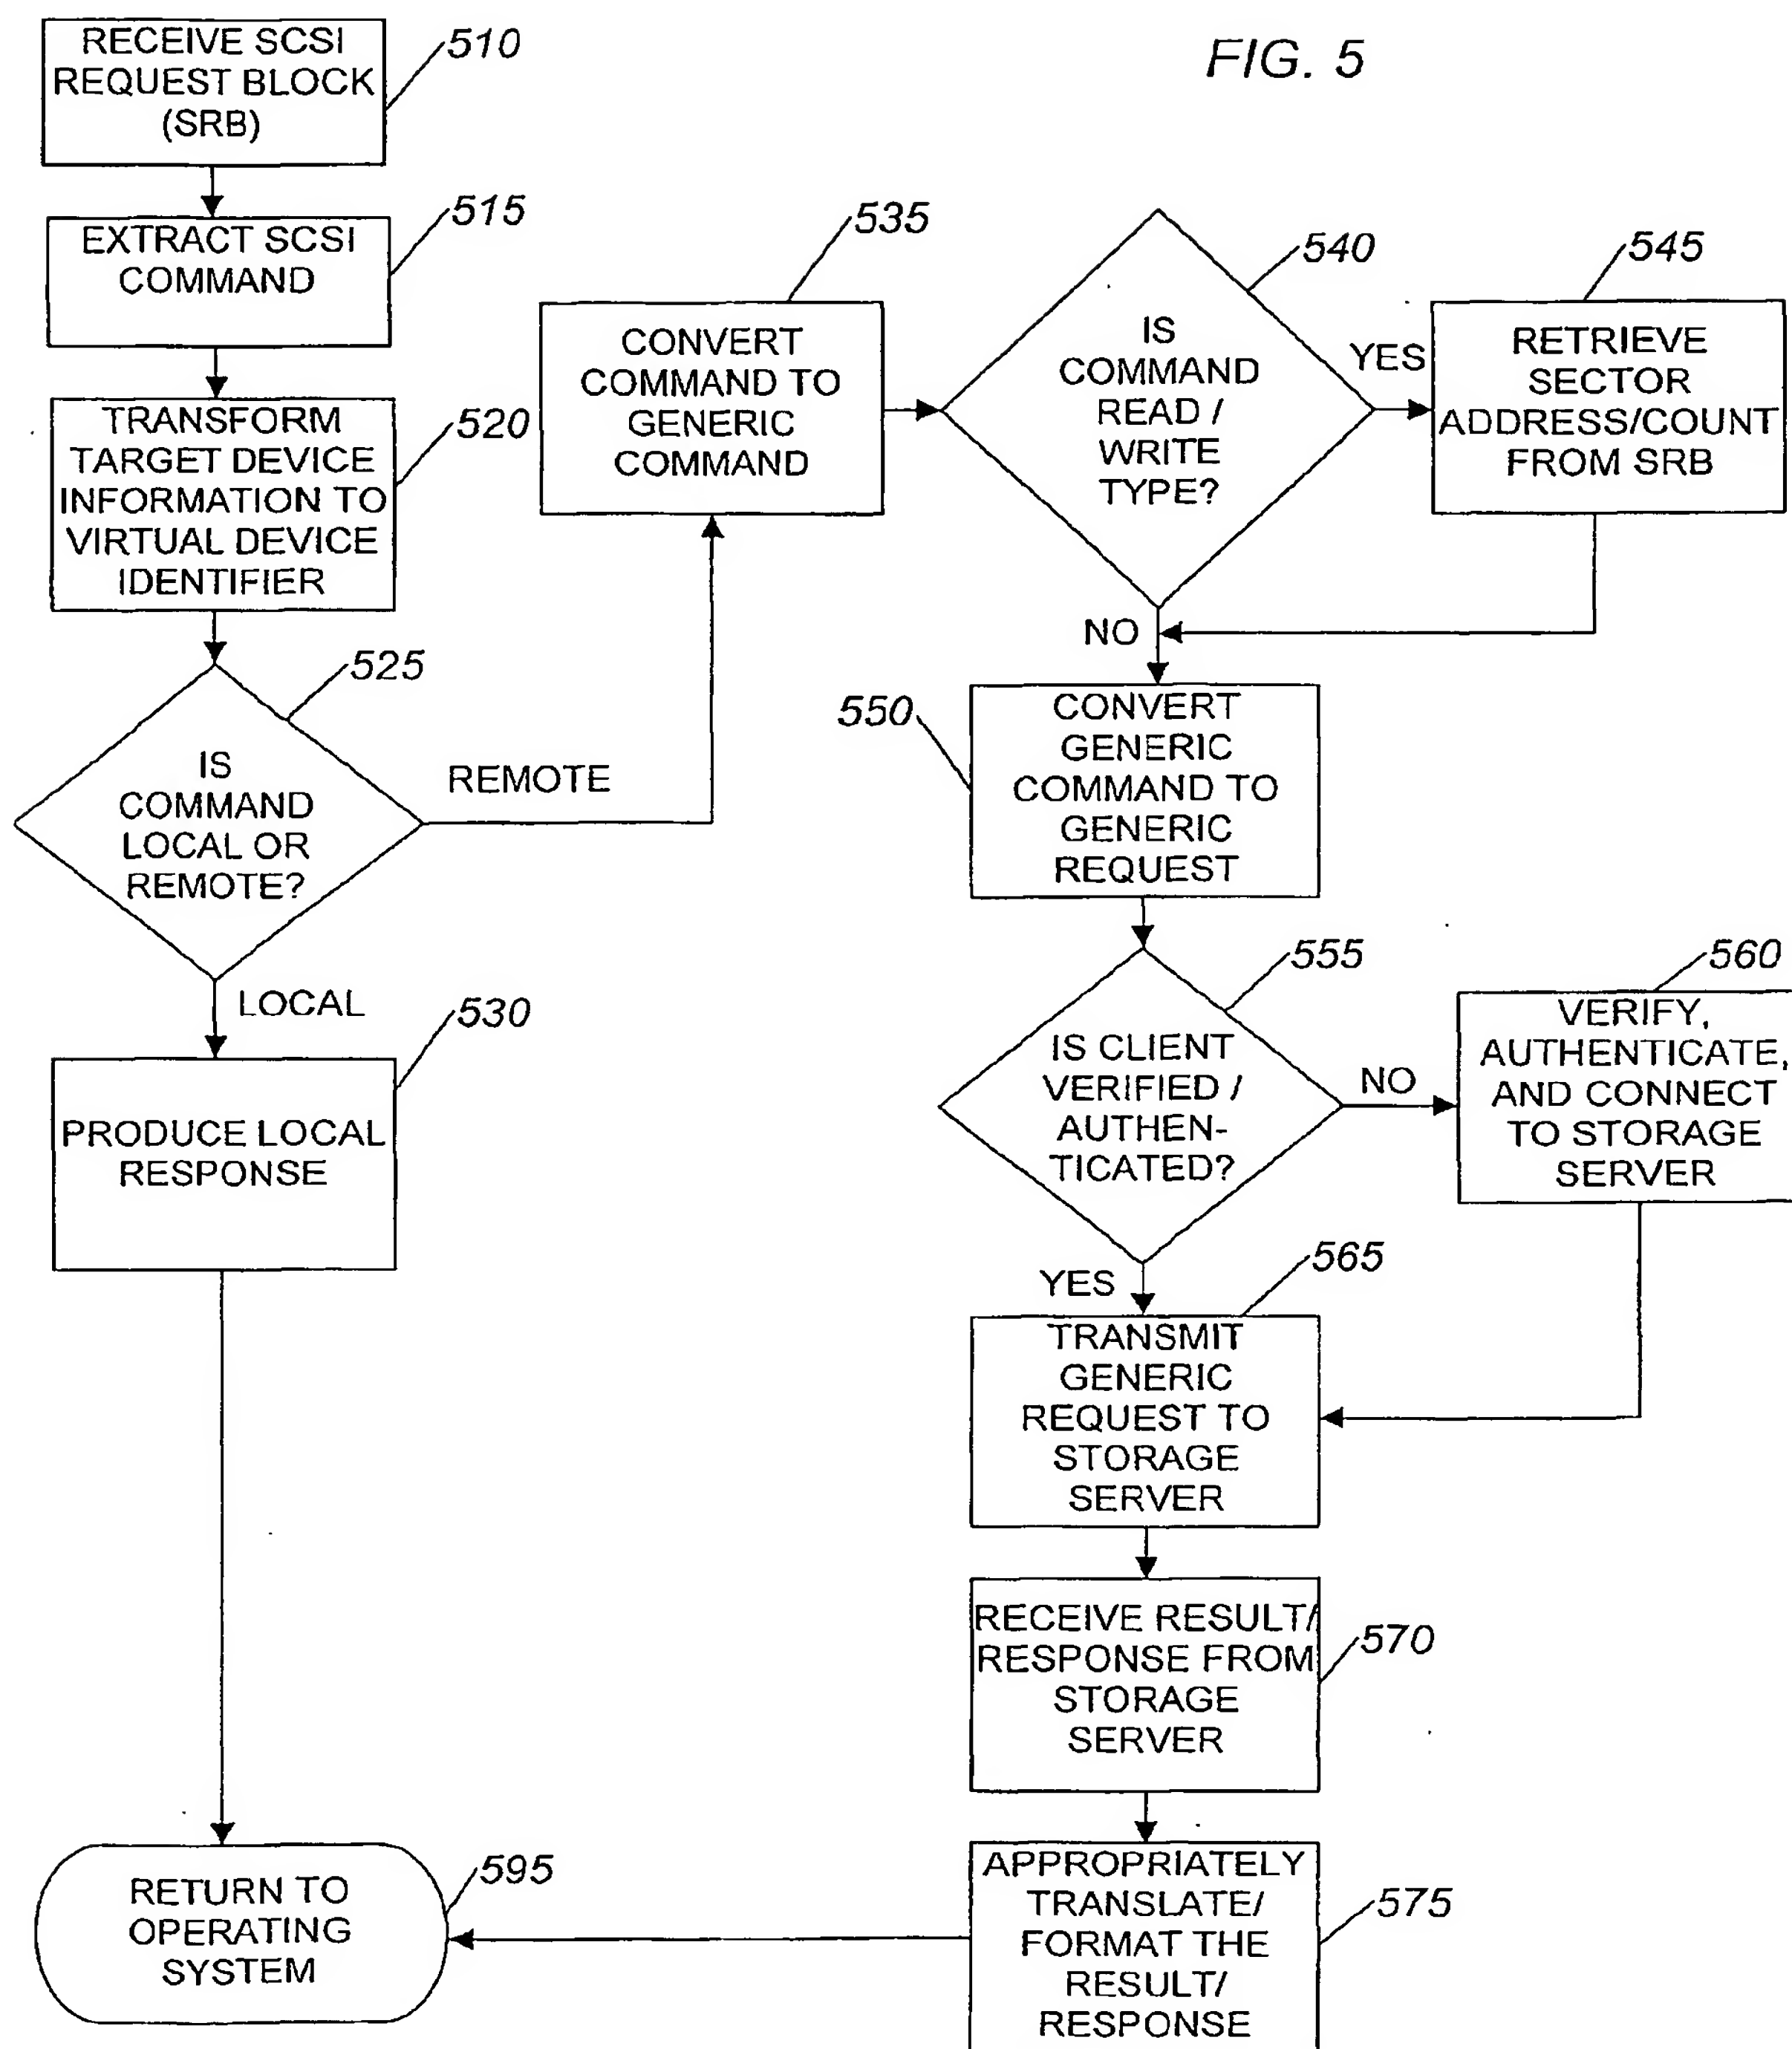 FIG. 5
RECEIVE SCSI
REQUEST BLOCK
(SRB)
510
EXTRACT SCSI
COMMAND
515
TRANSFORM
TARGET DEVICE
INFORMATION TO
VIRTUAL DEVICE
IDENTIFIER
520
IS
COMMAND
LOCAL OR
REMOTE?
525
REMOTE
LOCAL
PRODUCE LOCAL
RESPONSE
530
CONVERT
COMMAND TO
GENERIC
COMMAND
535
IS
COMMAND
READ /
WRITE
TYPE?
540
YES
NO
RETRIEVE
SECTOR
ADDRESS/COUNT
FROM SRB
545
CONVERT
GENERIC
COMMAND TO
GENERIC
REQUEST
550
IS CLIENT
VERIFIED /
AUTHEN-
TICATED?
555
NO
YES
VERIFY,
AUTHENTICATE,
AND CONNECT
TO STORAGE
SERVER
560
TRANSMIT
GENERIC
REQUEST TO
STORAGE
SERVER
565
RECEIVE RESULT/
RESPONSE FROM
STORAGE
SERVER
570
APPROPRIATELY
TRANSLATE/
FORMAT THE
RESULT/
RESPONSE
575
RETURN TO
OPERATING
SYSTEM
595